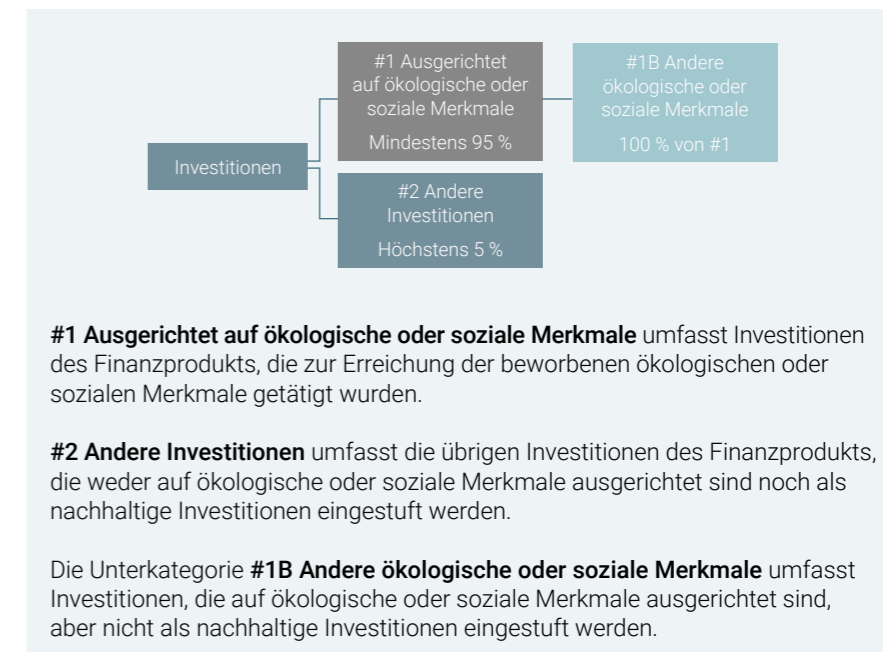 #1 Ausgerichtet
auf ökologische oder
soziale Merkmale
Mindestens 95 %
#1B Andere
ökologische oder
soziale Merkmale
100 % von #1
Investitionen
#2 Andere
Investitionen
Höchstens 5 %
#1 Ausgerichtet auf ökologische oder soziale Merkmale umfasst Investitionen
des Finanzprodukts, die zur Erreichung der beworbenen ökologischen oder
sozialen Merkmale getätigt wurden.
#2 Andere Investitionen umfasst die übrigen Investitionen des Finanzprodukts,
die weder auf ökologische oder soziale Merkmale ausgerichtet sind noch als
nachhaltige Investitionen eingestuft werden.
Die Unterkategorie #1B Andere ökologische oder soziale Merkmale umfasst
Investitionen, die auf ökologische oder soziale Merkmale ausgerichtet sind,
aber nicht als nachhaltige Investitionen eingestuft werden.